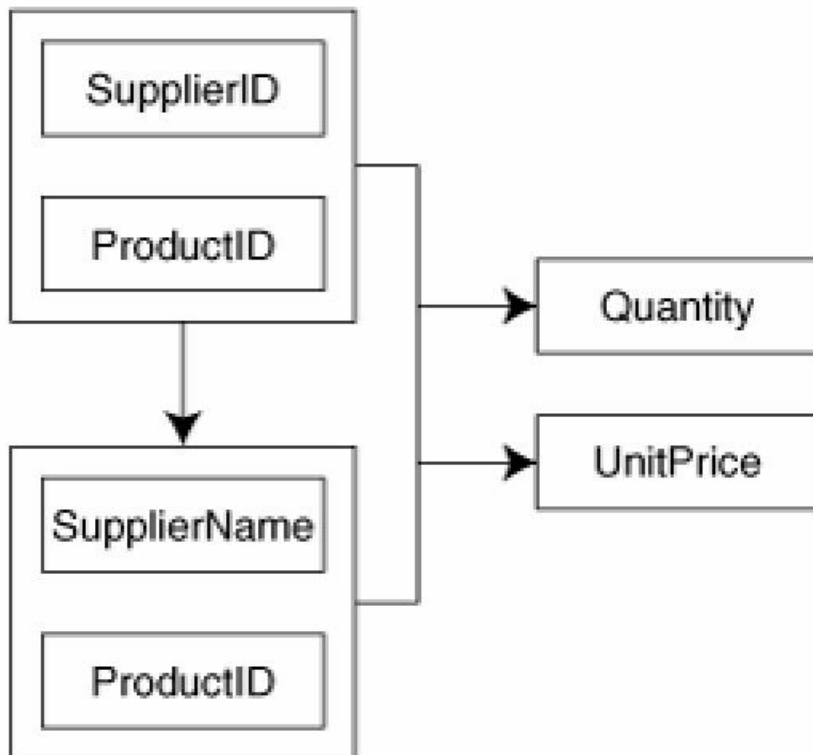 SupplierID
ProductID
Quantity
UnitPrice
SupplierName
ProductID